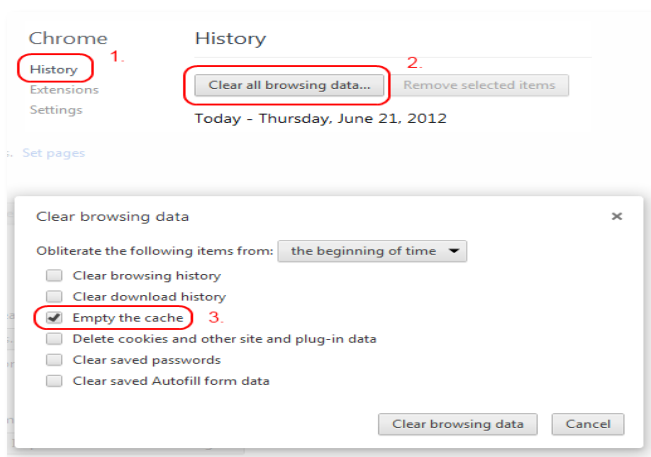 Chrome
History
1.
History
2.
Clear all browsing data...
Remove selected items
Extensions
Settings
Today - Thursday, June 21, 2012
s. Set pages
Clear browsing data
×
Obliterate the following items from: the beginning of time
Clear browsing history
Clear download history
Empty the cache 3.
Delete cookies and other site and plug-in data
Clear saved passwords
Clear saved Autofill form data
Clear browsing data
Cancel